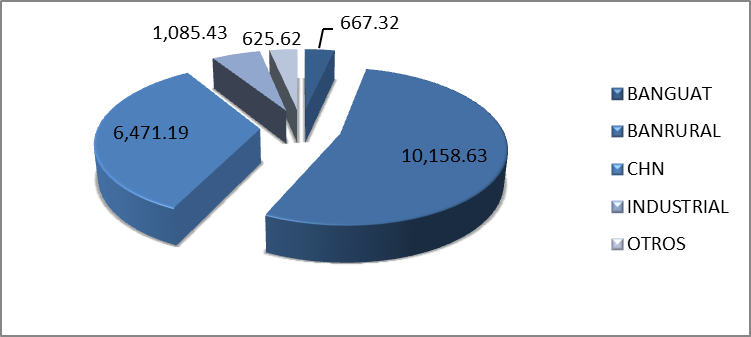 1,085.43
625.62
667.32
6,471.19
10,158.63
BANGUAT
BANRURAL
CHN
INDUSTRIAL
OTROS